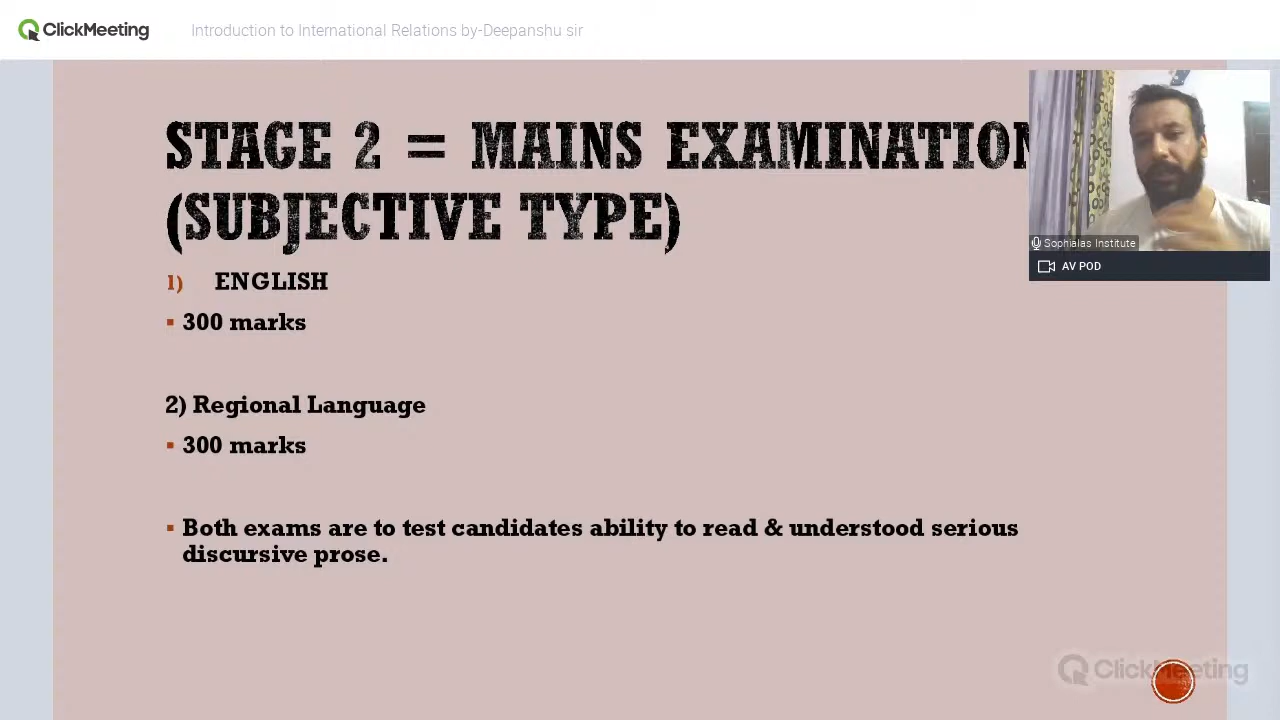 ClickMeeting
Introduction to International Relations by-Deepanshu sir
STAGE 2 = MAINS EXAMINATION
(SUBJECTIVE TYPE)
1) ENGLISH
▪ 300 marks
2) Regional Language
▪ 300 marks
▪ Both exams are to test candidates ability to read & understood serious
discursive prose.
Sophialas Institute
AV POD
ClickMeeting